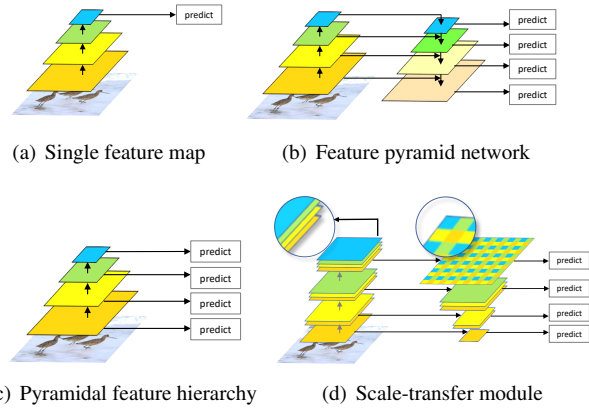 predict
predict
predict
predict
predict
(a) Single feature map
(b) Feature pyramid network
predict
predict
predict
predict
predict
predict
predict
predict
c) Pyramidal feature hierarchy
(d) Scale-transfer module